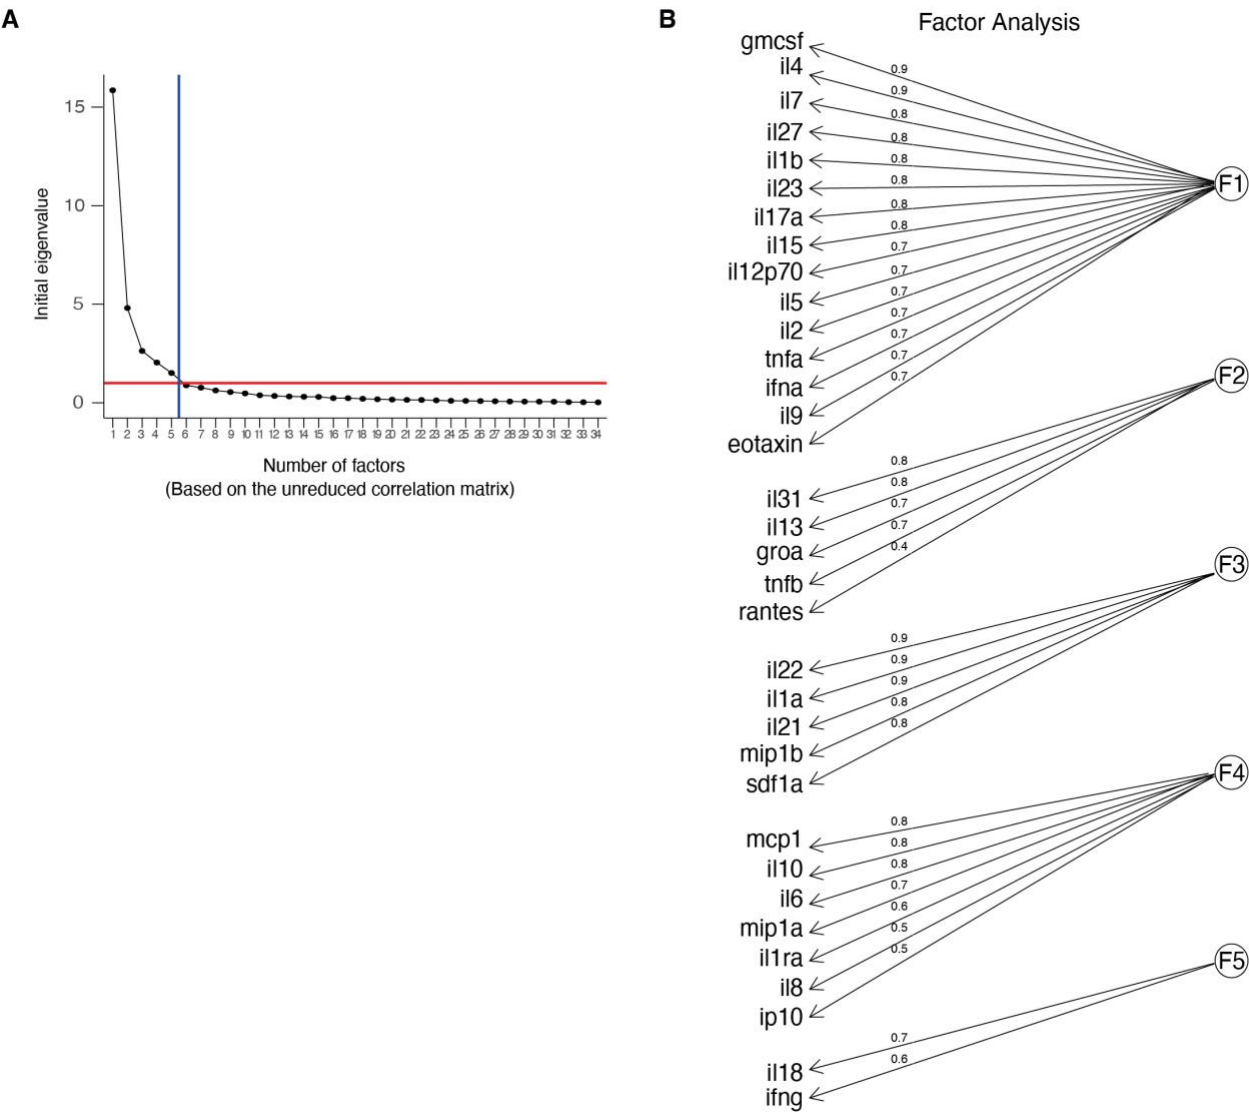 A
Initial eigenvalue
15
10
5
0
1 2 3 4 5 6 7 8 9 10 11 12 13 14 15 16 17 18 19 20 21 22 23 24 25 26 27 28 29 30 31 32 33 34
Number of factors
(Based on the unreduced correlation matrix)
B
Factor Analysis
gmcsf
il4
il7
il27
il1b
il23
il17a
il15
il12p70
il5
il2
tnfa
ifna
il9
eotaxin
0.9
0.9
0.8
0.8
0.8
0.8
0.8
0.8
0.7
0.7
0.7
0.7
0.7
0.7
0.7
F1
il31
il13
groa
tnfb
rantes
0.8
0.8
0.7
0.7
0.4
F2
il22
il1a
il21
mip1b
sdf1a
0.9
0.9
0.9
0.8
0.8
F3
mcp1
il10
il6
mip1a
il1ra
il8
ip10
0.8
0.8
0.8
0.7
0.6
0.5
0.5
F4
il18
ifng
0.7
0.6
F5